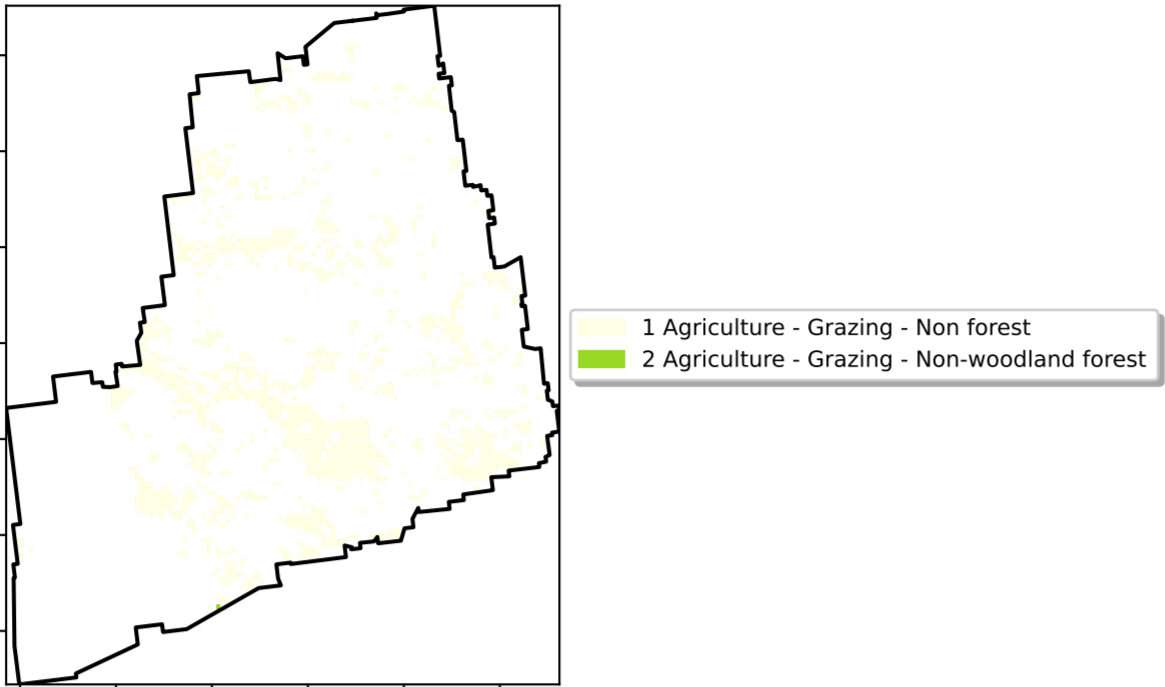 1 Agriculture - Grazing - Non forest
2 Agriculture - Grazing - Non-woodland forest